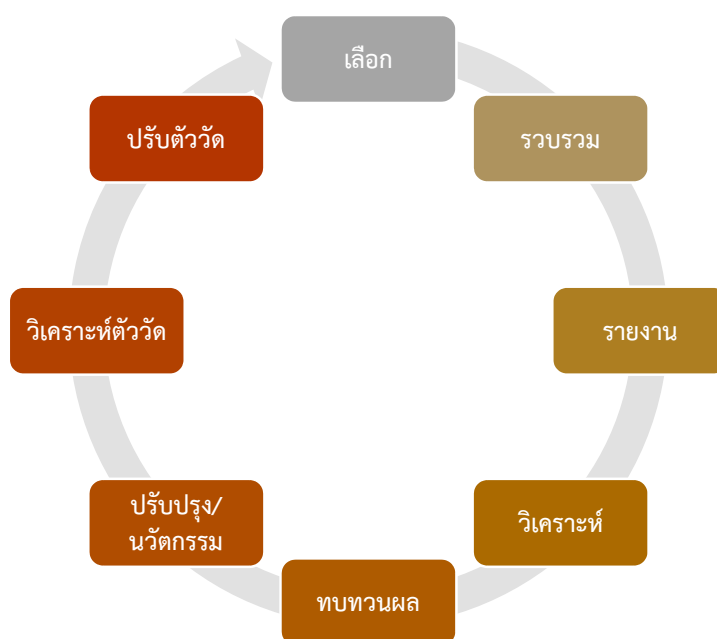 เลือก
รวบรวม
รายงาน
วิเคราะห์
ทบทวนผล
ปรับปรุง/
นวัตกรรม
วิเคราะห์ตัววัด
ปรับตัววัด